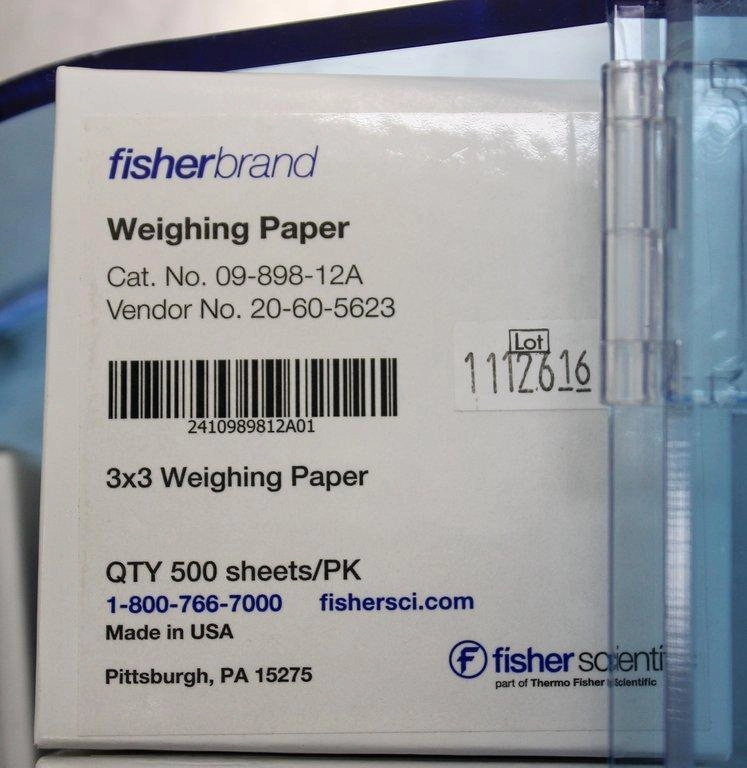 fisherbrand
Weighing Paper
Cat. No. 09-898-12A
Vendor No. 20-60-5623
Lot
1112616
2410989812A01
3x3 Weighing Paper
QTY 500 sheets/PK
1-800-766-7000 fishersci.com
Made in USA
Pittsburgh, PA 15275
f fisher scienti
part of Thermo Fisher Scientific